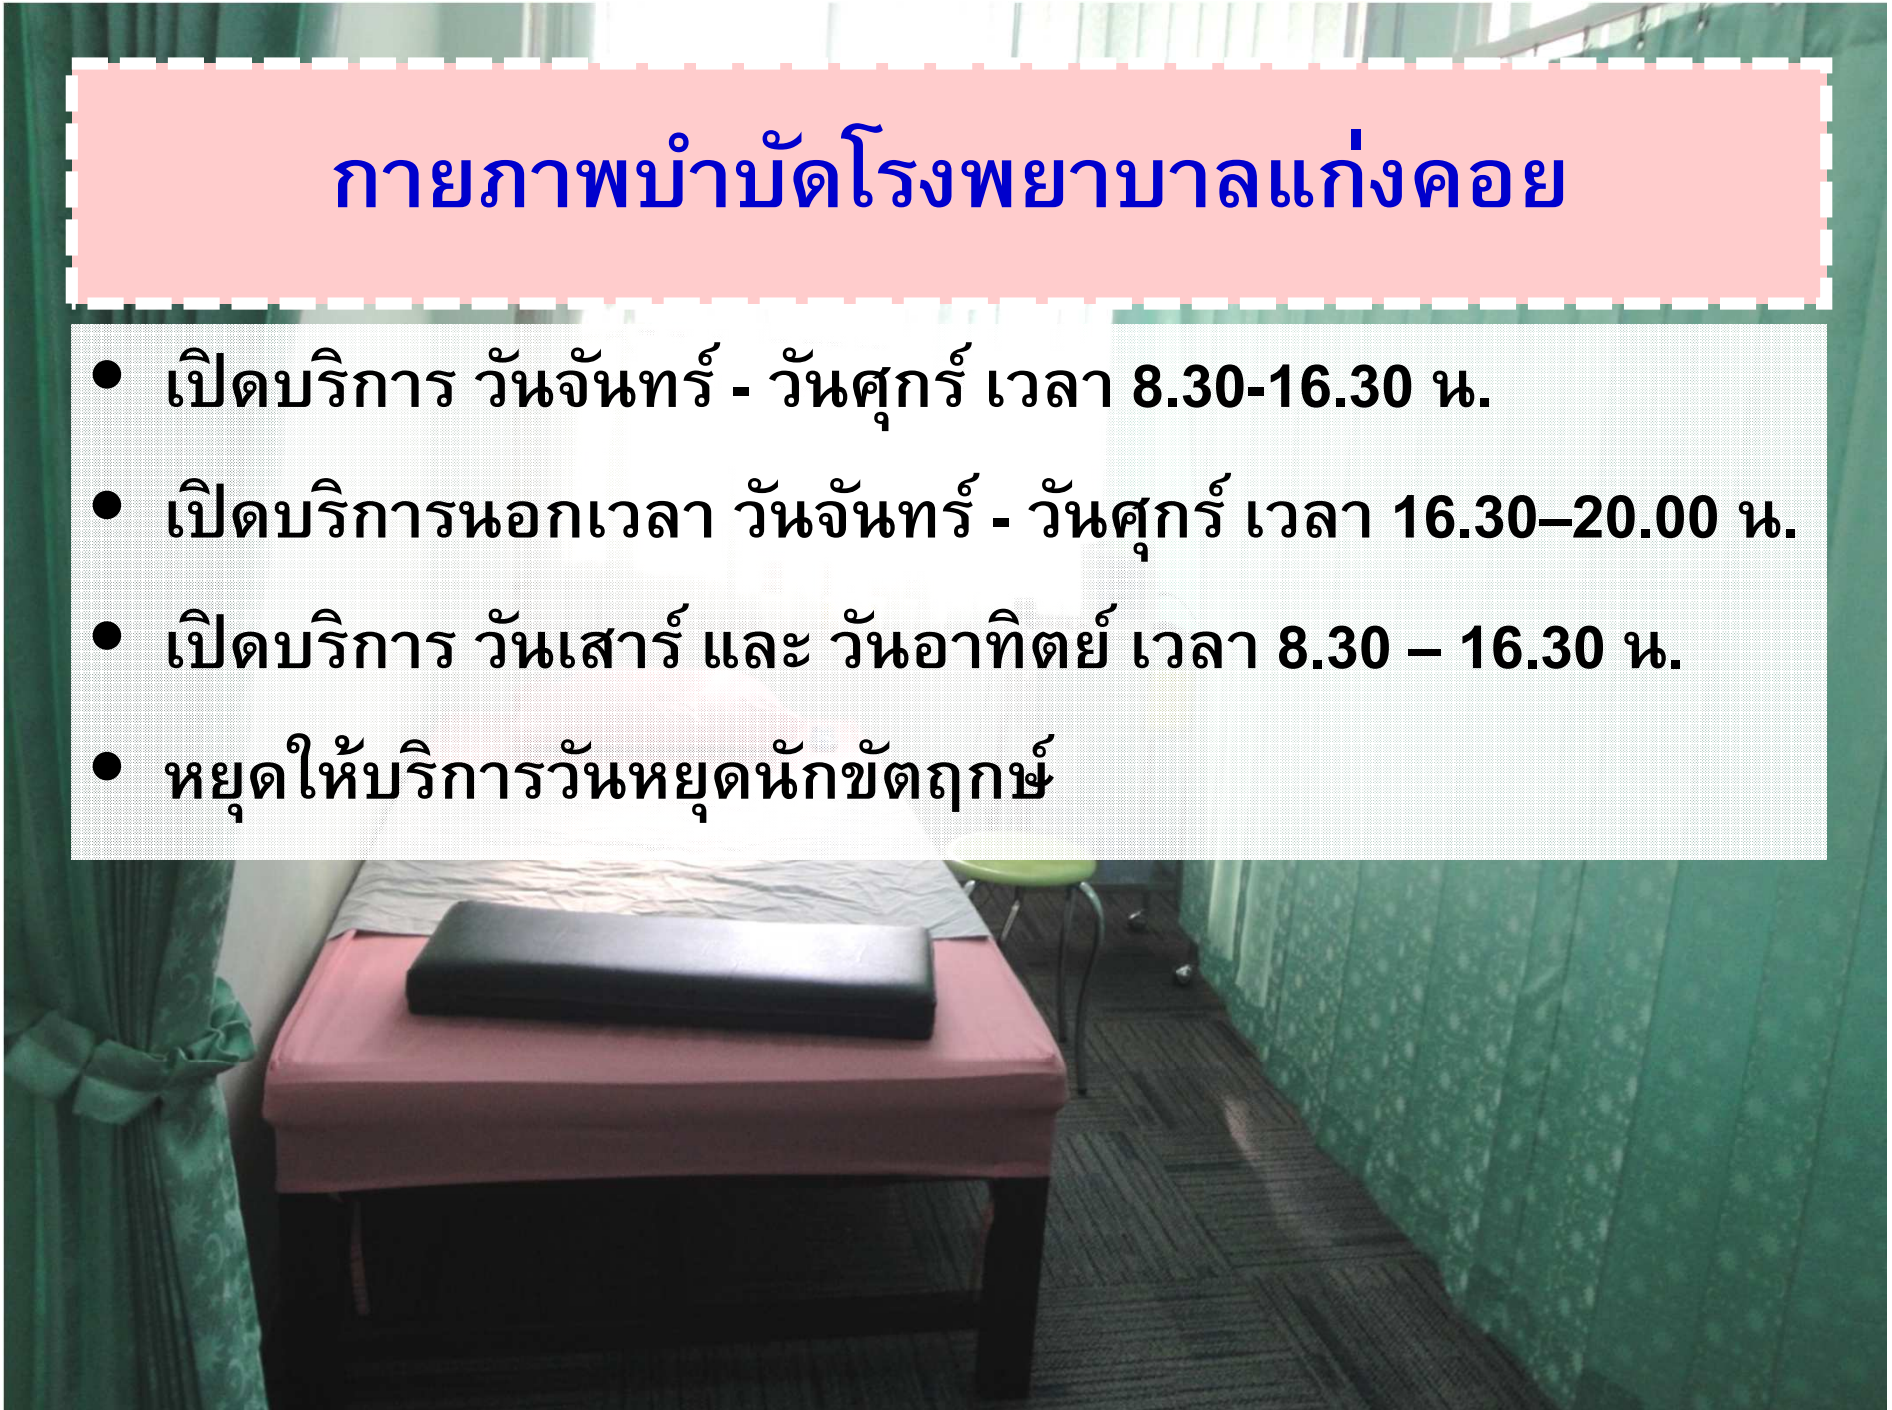 กายภาพบำบัดโรงพยาบาลแก่งคอย
• เปิดบริการ วันจันทร์ - วันศุกร์ เวลา 8.30-16.30 น.
• เปิดบริการนอกเวลา วันจันทร์ - วันศุกร์ เวลา 16.30–20.00 น.
• เปิดบริการ วันเสาร์ และ วันอาทิตย์ เวลา 8.30 – 16.30 น.
• หยุดให้บริการวันหยุดนักขัตฤกษ์